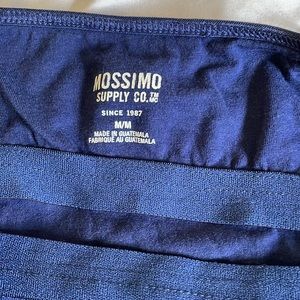 MOSSIMO
SUPPLY CO.™
SINCE 1987
M/M
MADE IN GUATEMALA
FABRIQUÉ AU GUATEMALA